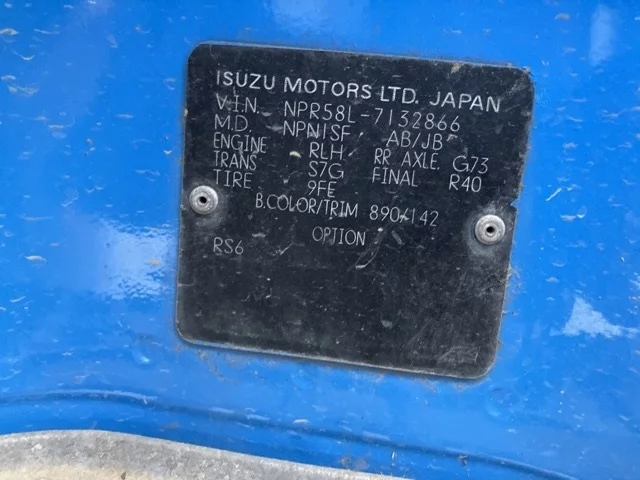 ISUZU MOTORS LTD. JAPAN
V.I.N. NPR58L-7132866
M.D. NPN1SF AB/JB
ENGINE RLH RR AXLE. G73
TRANS S7G FINAL R40
TIRE 9FE
B.COLOR/TRIM 890/142
OPTION
RS6